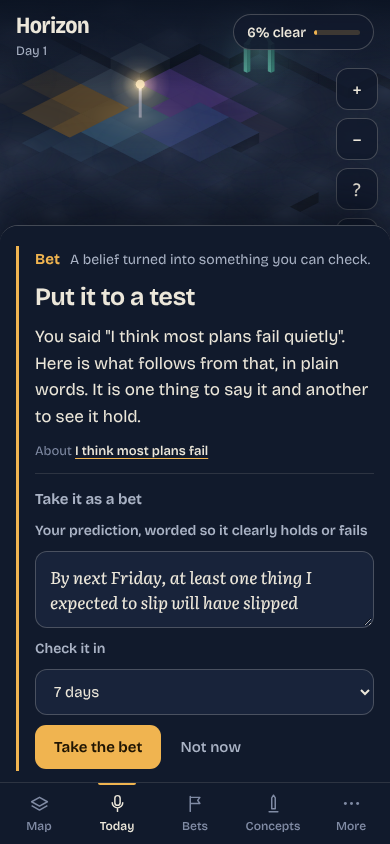 Horizon
Day 1
6% clear
+
−
?
Bet A belief turned into something you can check.
Put it to a test
You said "I think most plans fail quietly".
Here is what follows from that, in plain
words. It is one thing to say it and another
to see it hold.
About I think most plans fail
Take it as a bet
Your prediction, worded so it clearly holds or fails
By next Friday, at least one thing I
expected to slip will have slipped
Check it in
7 days
Take the bet Not now
Map Today Bets Concepts More